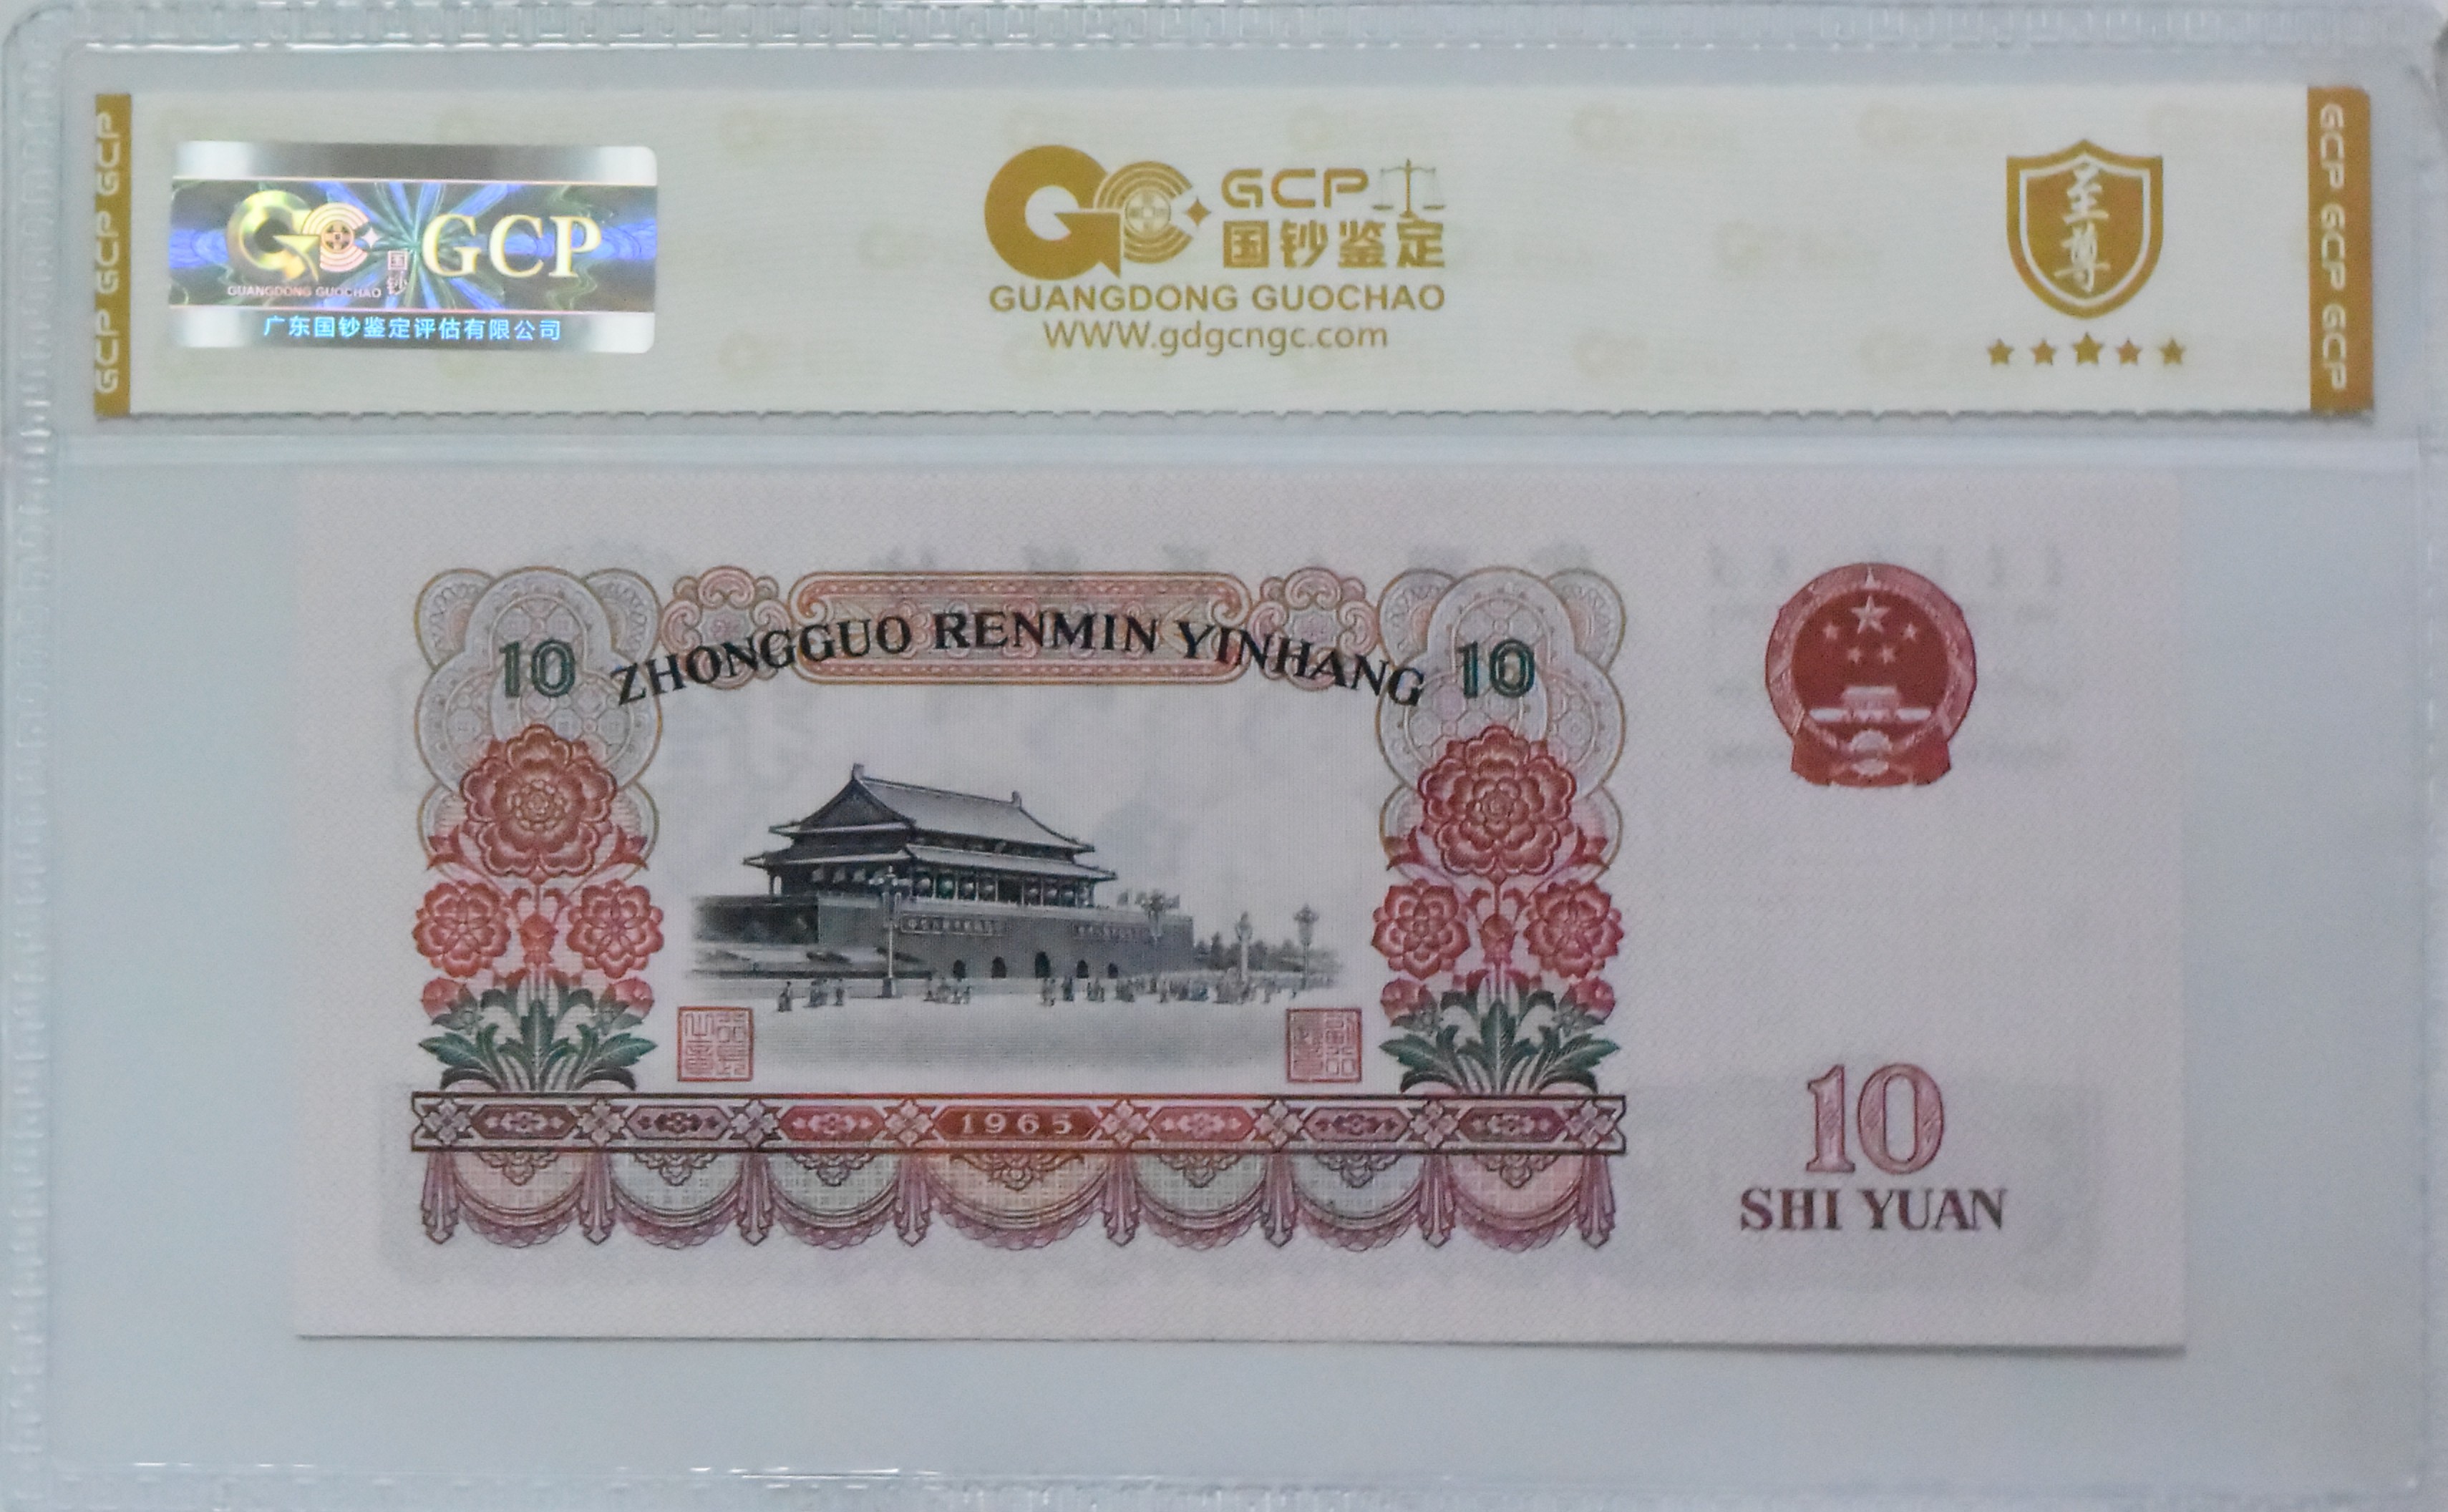 GCP GCP GCP
GUANGDONG GUOCHAO
国钞
GCP
广东国钞鉴定评估有限公司
GCP
国钞鉴定
GUANGDONG GUOCHAO
WWW.gdgcngc.com
至尊
GCP GCP GCP
10
ZHONGGUO RENMIN YINHANG
10
1965
10
SHI YUAN